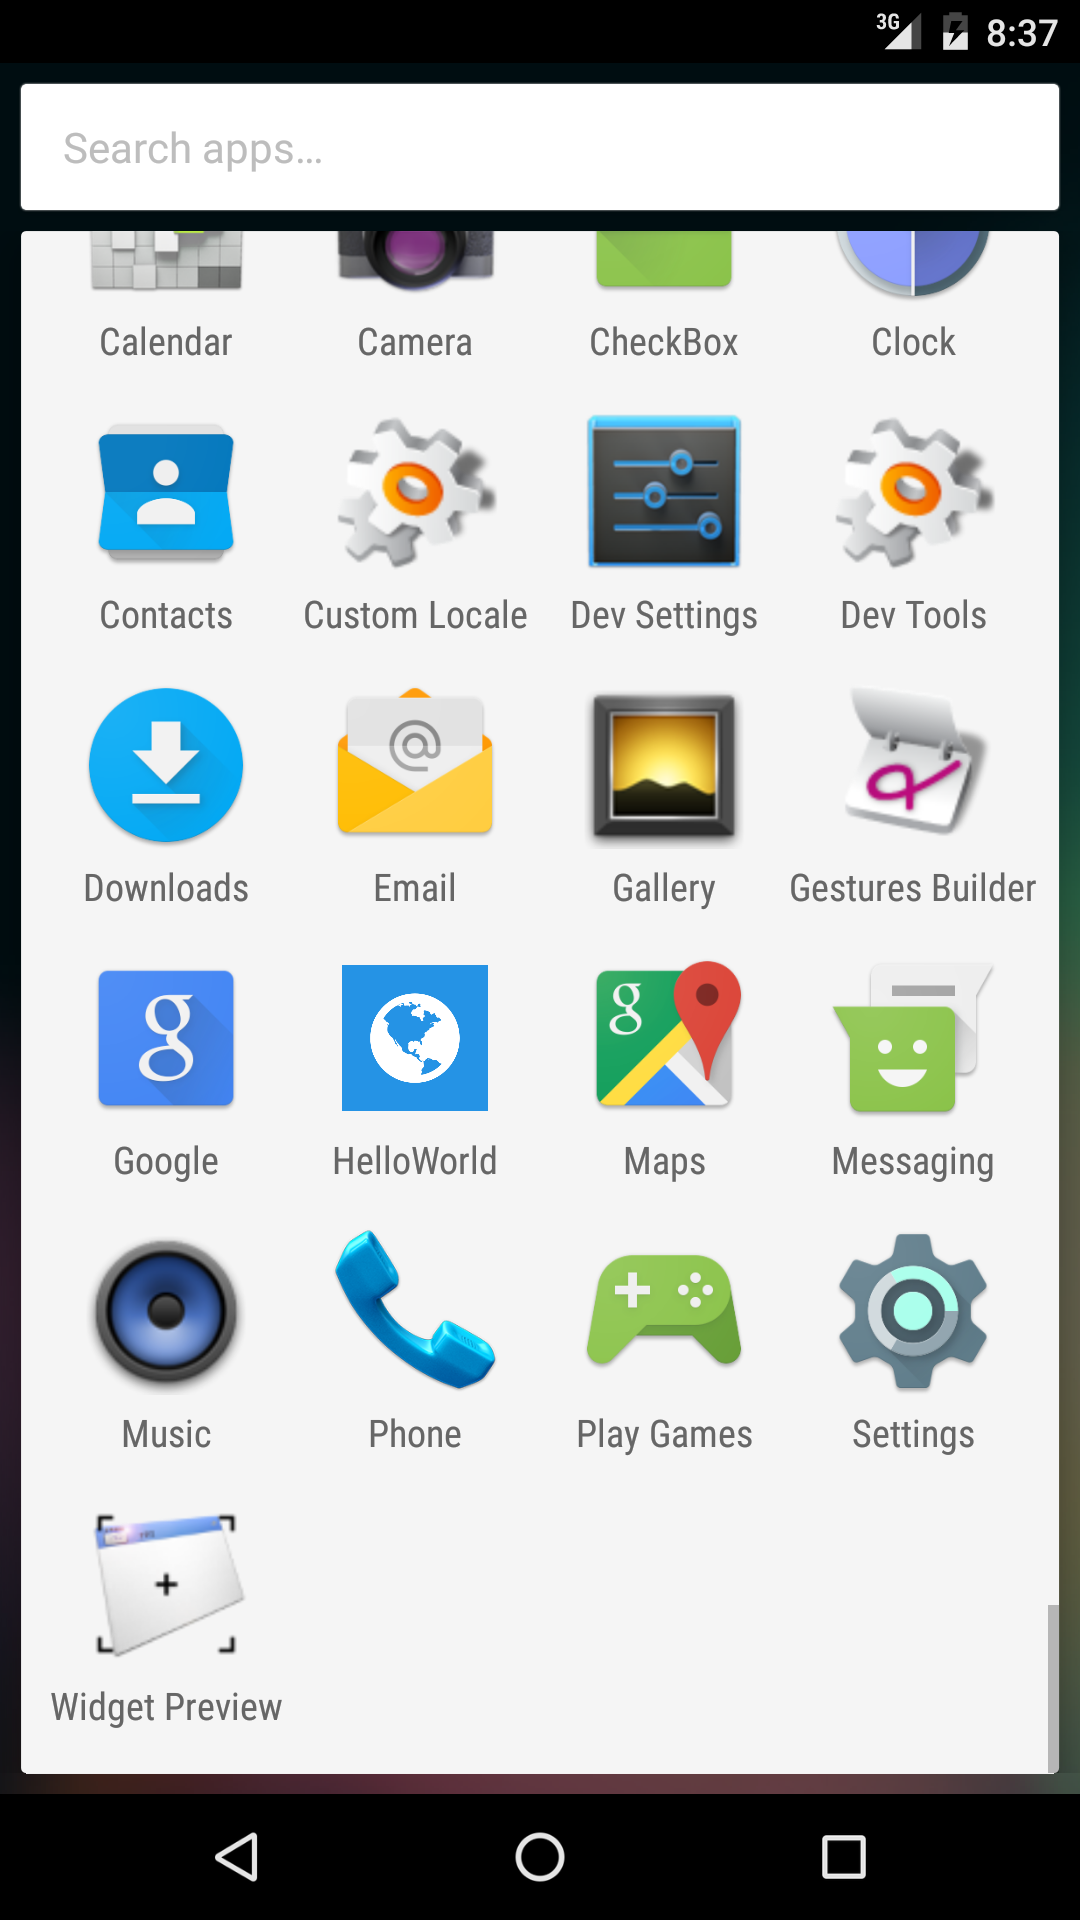 3G 8:37
Search apps...
Calendar Camera CheckBox Clock
Contacts Custom Locale Dev Settings Dev Tools
Downloads Email Gallery Gestures Builder
Google HelloWorld Maps Messaging
Music Phone Play Games Settings
Widget Preview